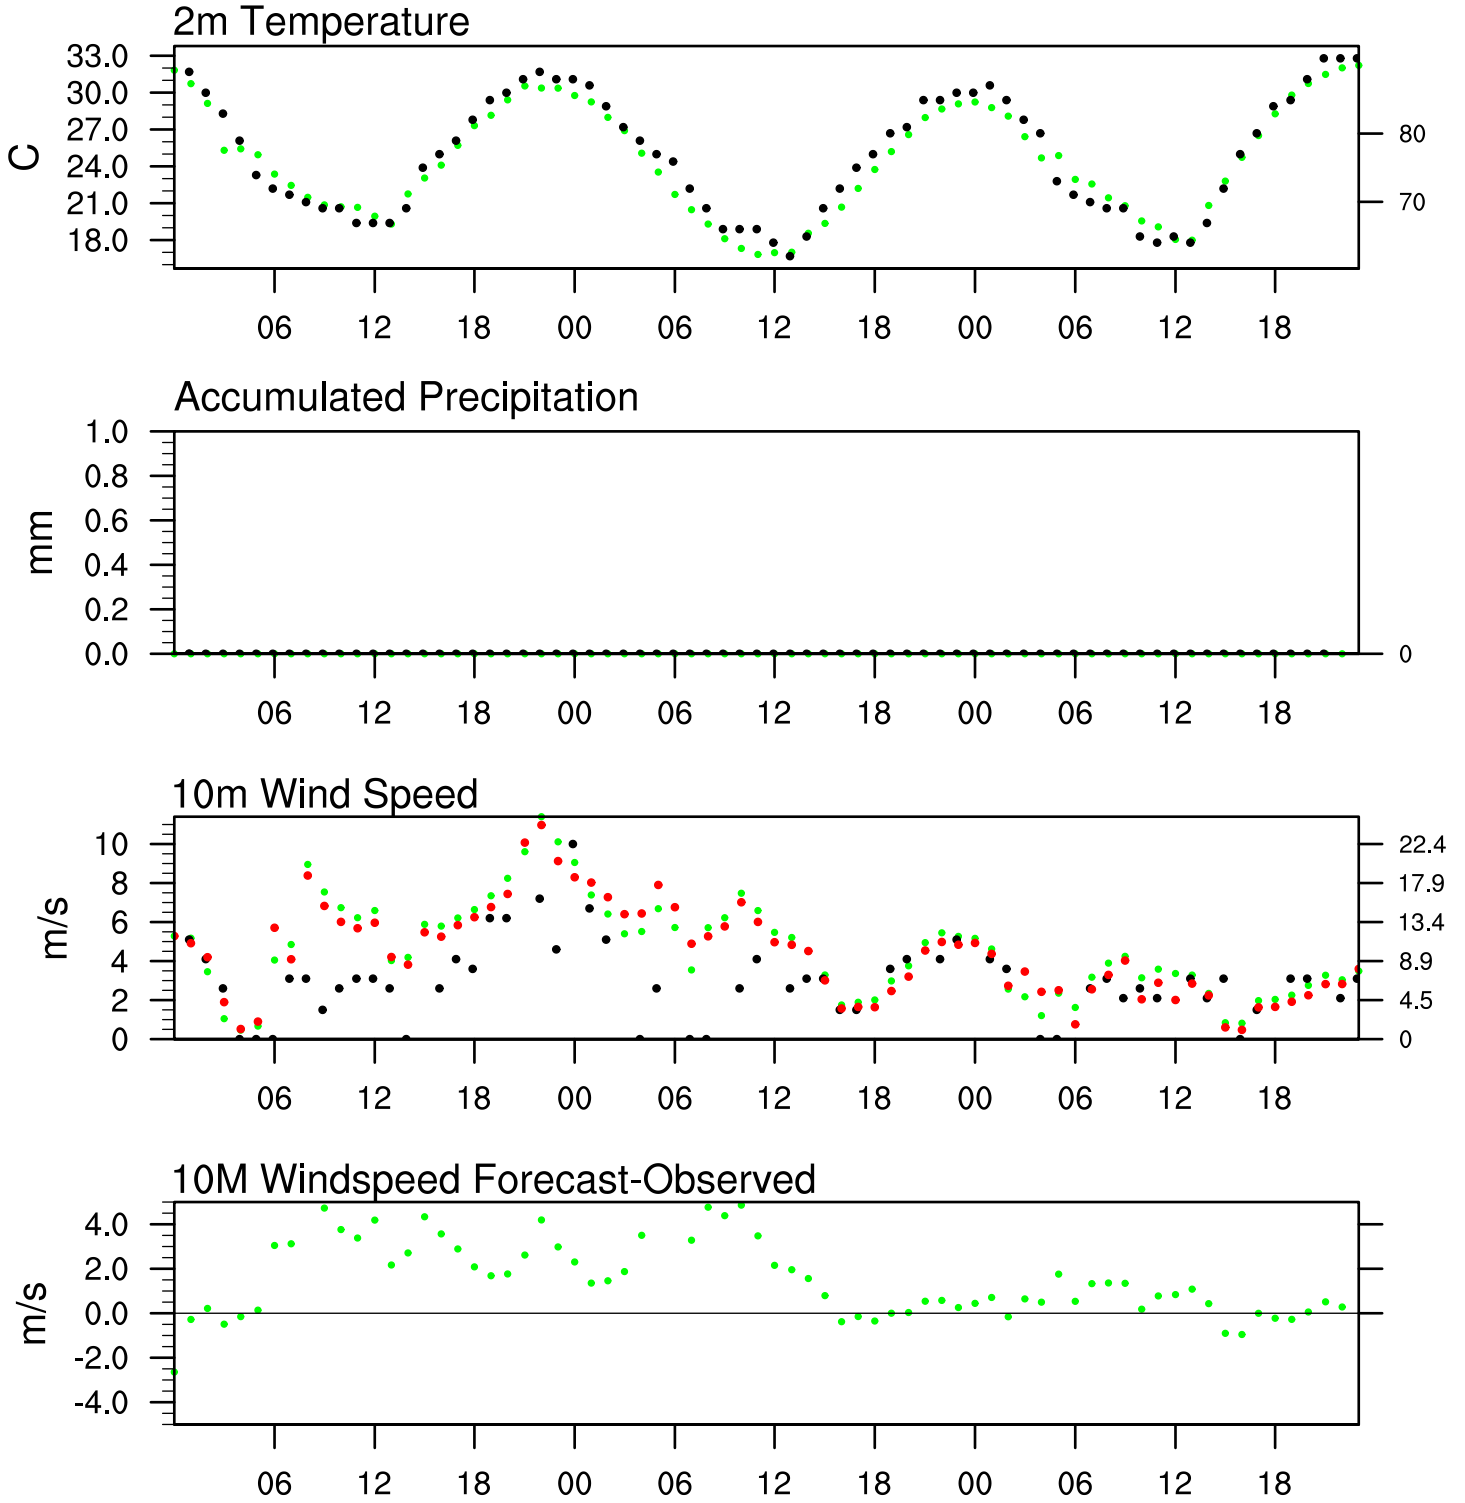 2m Temperature
33.0
30.0
27.0
24.0
21.0
18.0
C
80
70
06 12 18 00 06 12 18 00 06 12 18
Accumulated Precipitation
1.0
0.8
0.6
0.4
0.2
0.0
mm
0
06 12 18 00 06 12 18 00 06 12 18
10m Wind Speed
10
8
6
4
2
0
m/s
22.4
17.9
13.4
8.9
4.5
0
06 12 18 00 06 12 18 00 06 12 18
10M Windspeed Forecast-Observed
4.0
2.0
0.0
-2.0
-4.0
m/s
06 12 18 00 06 12 18 00 06 12 18